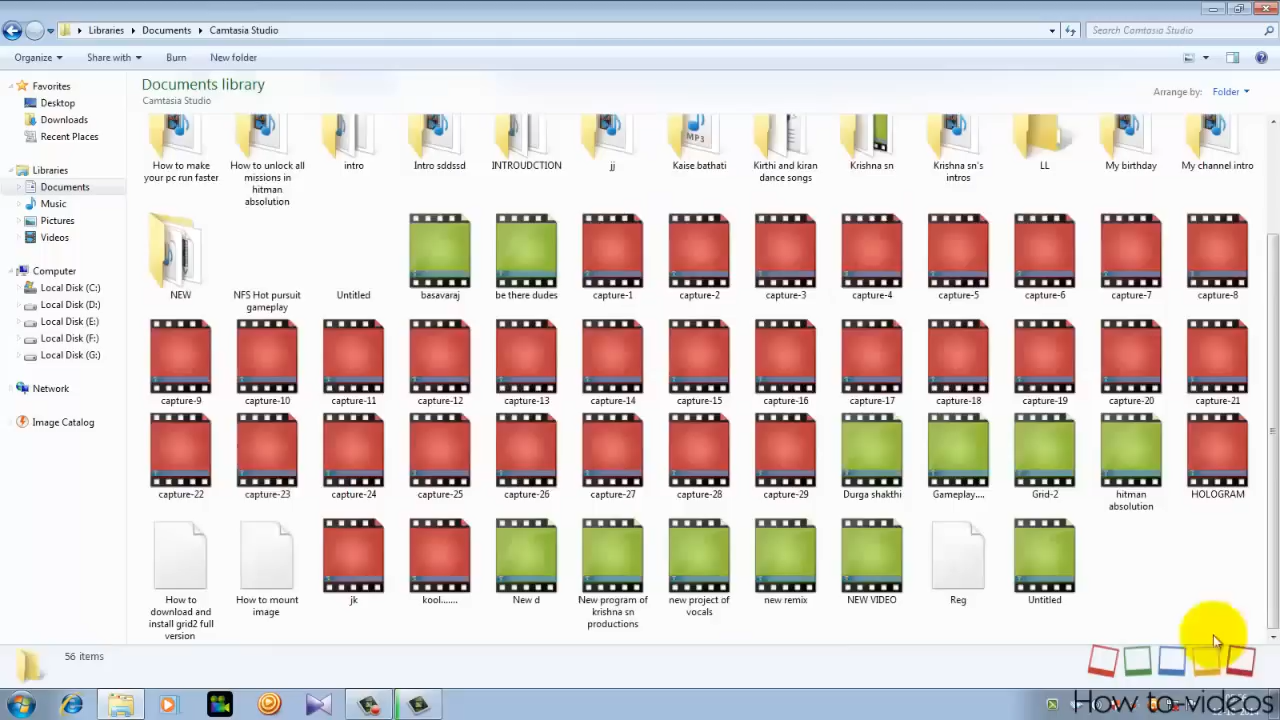 Libraries Documents Camtasia Studio Search Camtasia Studio
Organize Share with Burn New folder
Favorites
Desktop
Downloads
Recent Places
Libraries
Documents
Music
Pictures
Videos
Computer
Local Disk (C:)
Local Disk (D:)
Local Disk (E:)
Local Disk (F:)
Local Disk (G:)
Network
Image Catalog
Documents library
Camtasia Studio
Arrange by: Folder
How to make
your pc run faster
How to unlock all
missions in
hitman
absolution
intro
Intro sddssd
INTROUDCTION
jj
MP3
Kaise bathati
Kirthi and kiran
dance songs
Krishna sn
Krishna sn's
intros
LL
My birthday
My channel intro
NEW
NFS Hot pursuit
gameplay
Untitled
basavaraj
be there dudes
capture-1
capture-2
capture-3
capture-4
capture-5
capture-6
capture-7
capture-8
capture-9
capture-10
capture-11
capture-12
capture-13
capture-14
capture-15
capture-16
capture-17
capture-18
capture-19
capture-20
capture-21
capture-22
capture-23
capture-24
capture-25
capture-26
capture-27
capture-28
capture-29
Durga shakthi
Gameplay....
Grid-2
hitman
absolution
HOLOGRAM
How to
download and
install grid2 full
version
How to mount
image
jk
kool.......
New d
New program of
krishna sn
productions
new project of
vocals
new remix
NEW VIDEO
Reg
Untitled
56 items
How to videos